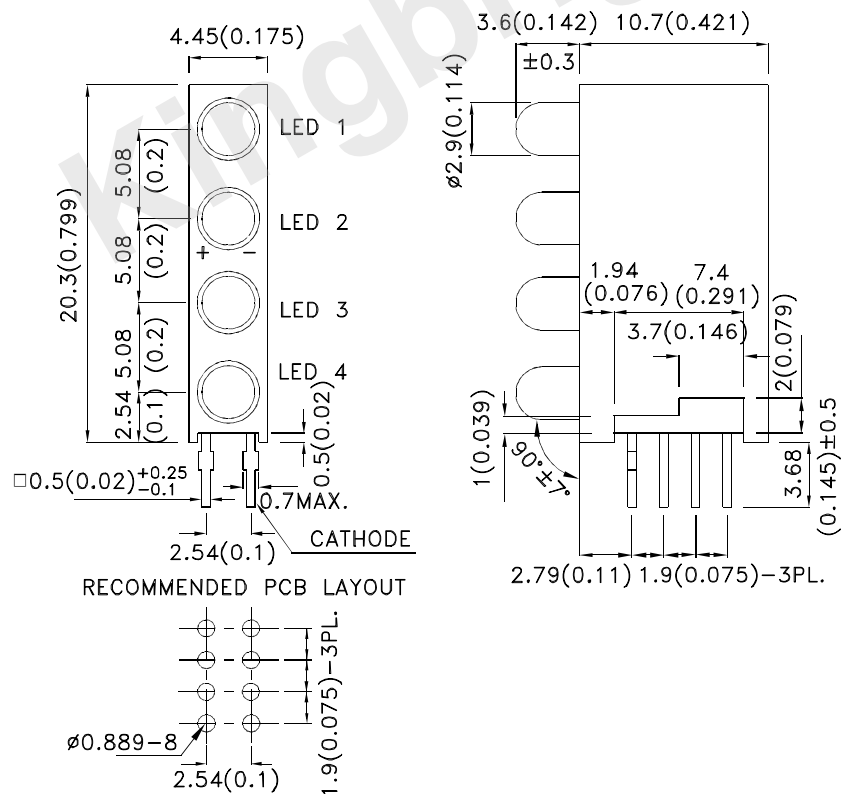 Kingbright
4.45(0.175)
LED 1
LED 2
+ −
LED 3
LED 4
20.3(0.799)
5.08
(0.2)
5.08
(0.2)
5.08
(0.2)
2.54
(0.1)
0.5(0.02)
□0.5(0.02)+0.25
−0.1
0.7MAX.
CATHODE
2.54(0.1)
3.6(0.142)
±0.3
10.7(0.421)
ø2.9(0.114)
1.94
(0.076)
7.4
(0.291)
3.7(0.146)
2(0.079)
1(0.039)
90°±7°
3.68
(0.145)±0.5
2.79(0.11)
1.9(0.075)−3PL.
RECOMMENDED PCB LAYOUT
1.9(0.075)−3PL.
ø0.889−8
2.54(0.1)